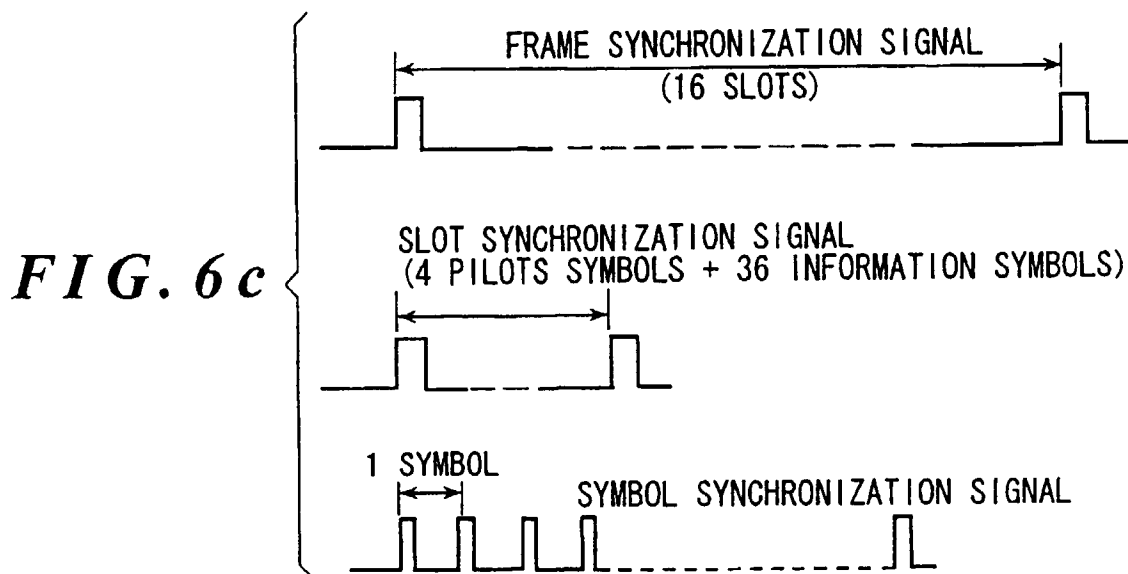 FRAME SYNCHRONIZATION SIGNAL
(16 SLOTS)
FIG. 6c
SLOT SYNCHRONIZATION SIGNAL
(4 PILOTS SYMBOLS + 36 INFORMATION SYMBOLS)
1 SYMBOL
SYMBOL SYNCHRONIZATION SIGNAL